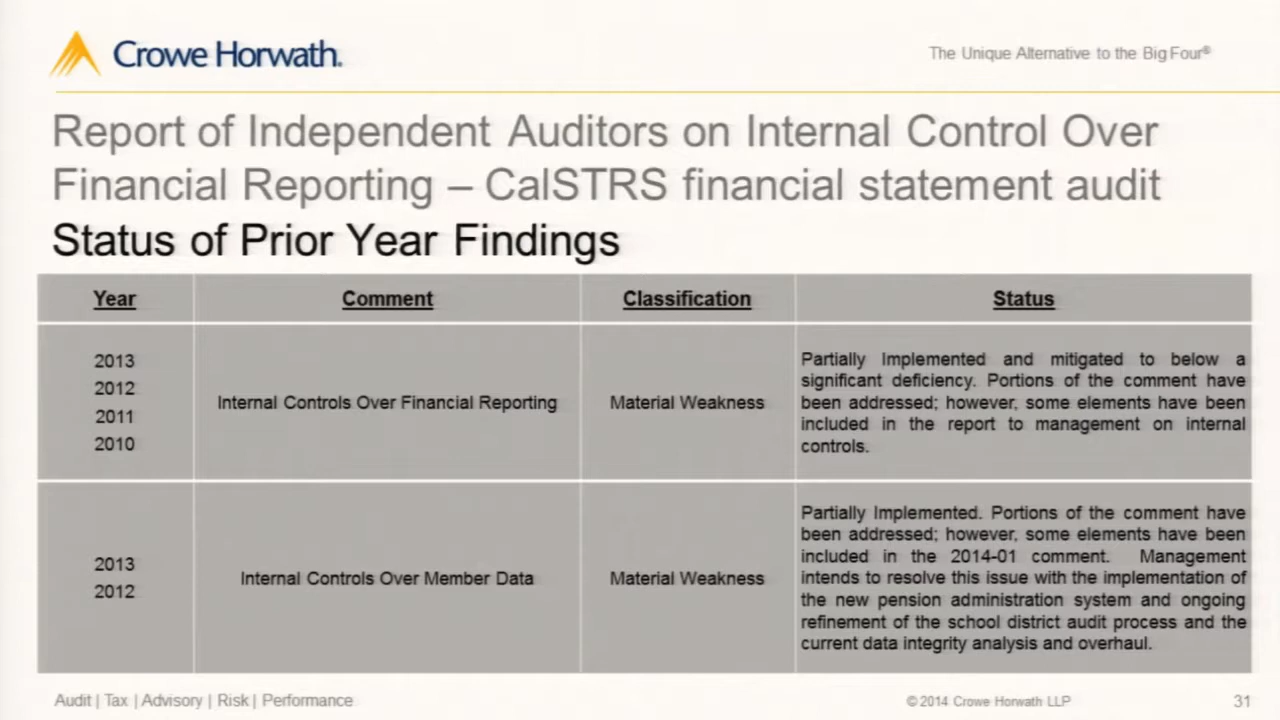 Crowe Horwath.
The Unique Alternative to the Big Four®
Report of Independent Auditors on Internal Control Over
Financial Reporting – CalSTRS financial statement audit
Status of Prior Year Findings
Year
Comment
Classification
Status
2013
2012
2011
2010
Internal Controls Over Financial Reporting
Material Weakness
Partially Implemented and mitigated to below a
significant deficiency. Portions of the comment have
been addressed; however, some elements have been
included in the report to management on internal
controls.
2013
2012
Internal Controls Over Member Data
Material Weakness
Partially Implemented. Portions of the comment have
been addressed; however, some elements have been
included in the 2014-01 comment. Management
intends to resolve this issue with the implementation of
the new pension administration system and ongoing
refinement of the school district audit process and the
current data integrity analysis and overhaul.
Audit | Tax | Advisory | Risk | Performance
© 2014 Crowe Horwath LLP
31